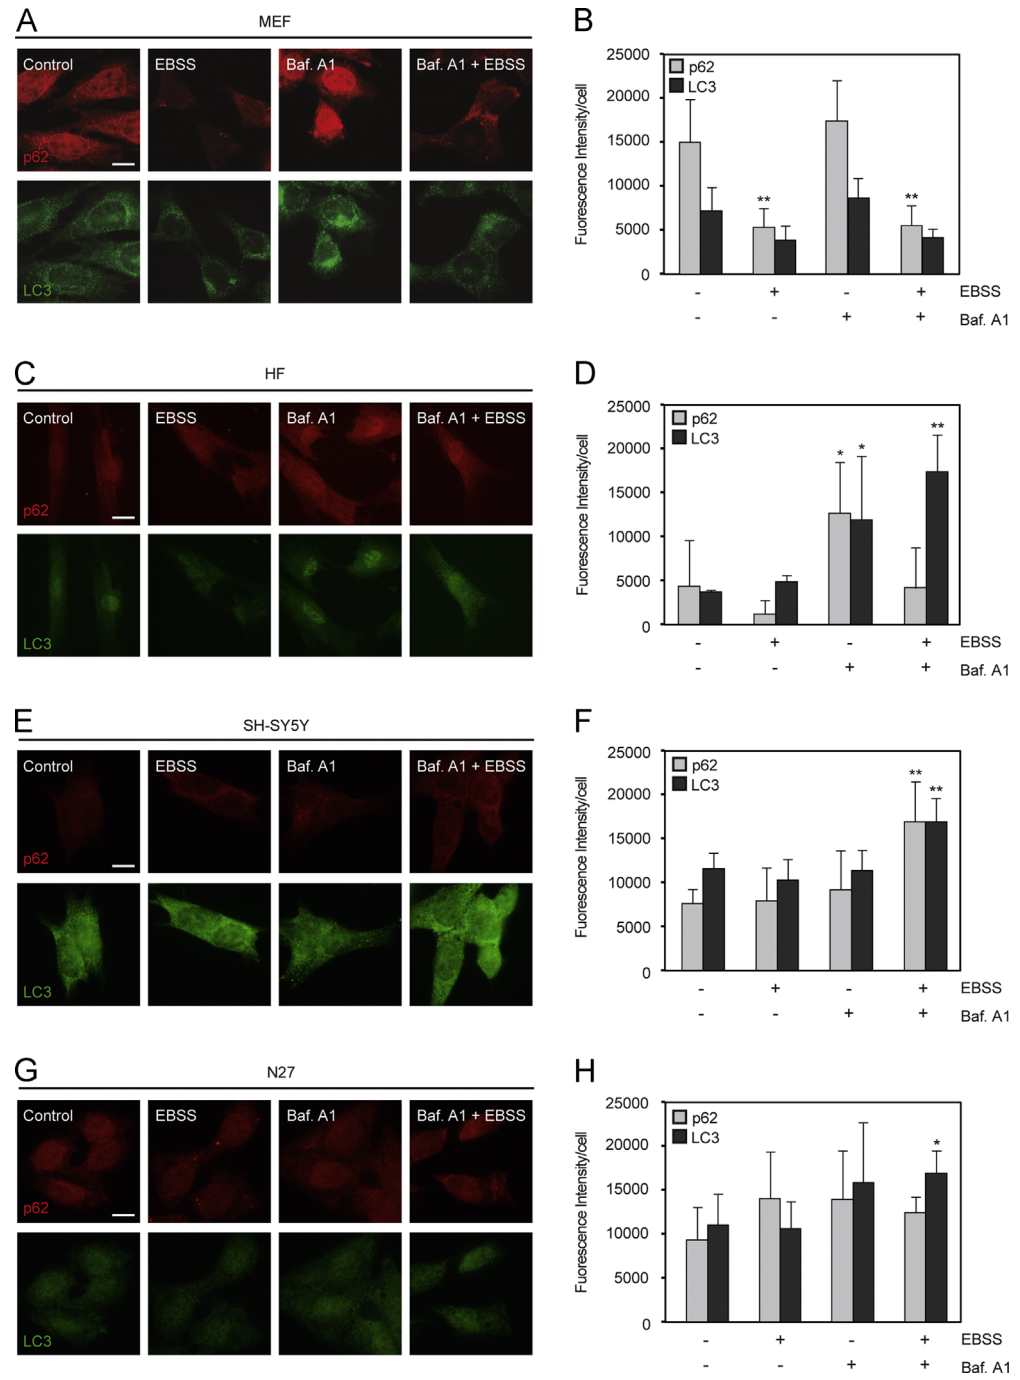 A
MEF
Control
EBSS
Baf. A1
Baf. A1 + EBSS
p62
LC3
B
Fluorescence Intensity/cell
25000
20000
15000
10000
5000
0
p62
LC3
**
**
- + - + EBSS
- - + + Baf. A1
C
HF
Control
EBSS
Baf. A1
Baf. A1 + EBSS
p62
LC3
D
Fluorescence Intensity/cell
25000
20000
15000
10000
5000
0
p62
LC3
* * **
- + - + EBSS
- - + + Baf. A1
E
SH-SY5Y
Control
EBSS
Baf. A1
Baf. A1 + EBSS
p62
LC3
F
Fluorescence Intensity/cell
25000
20000
15000
10000
5000
0
p62
LC3
** **
- + - + EBSS
- - + + Baf. A1
G
N27
Control
EBSS
Baf. A1
Baf. A1 + EBSS
p62
LC3
H
Fluorescence Intensity/cell
25000
20000
15000
10000
5000
0
p62
LC3
*
- + - + EBSS
- - + + Baf. A1